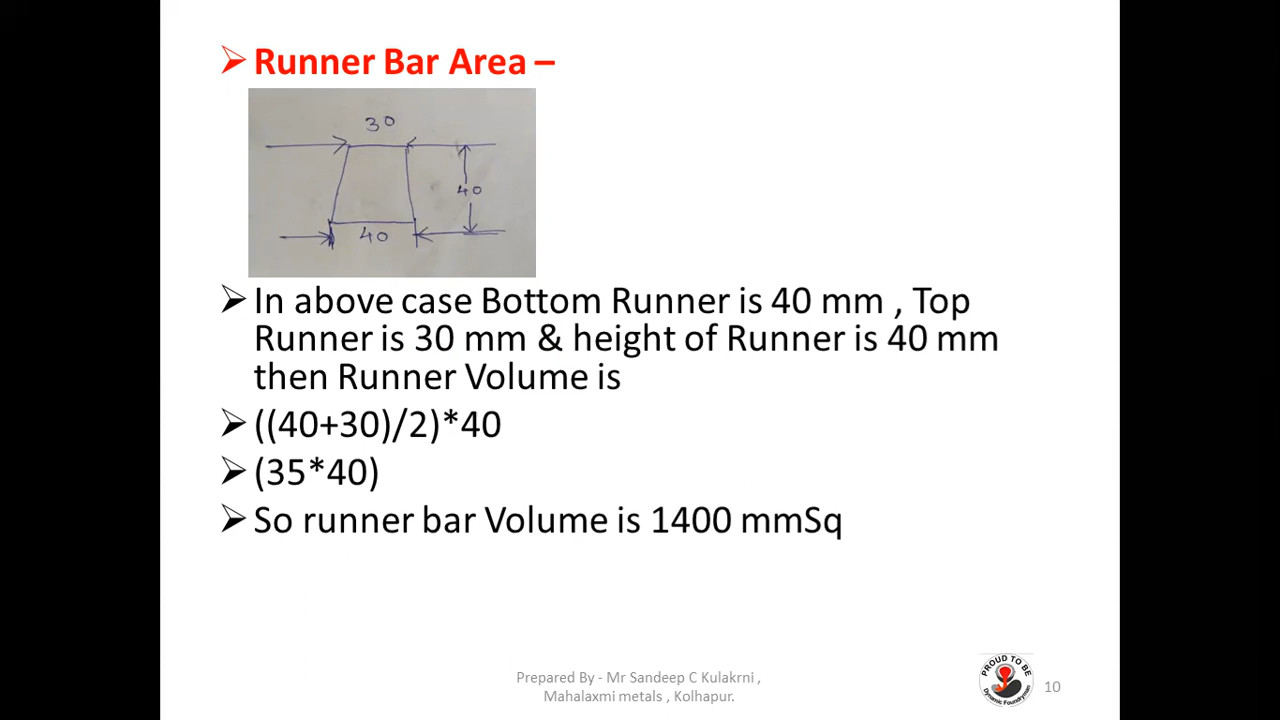 Runner Bar Area –
30
40
40
In above case Bottom Runner is 40 mm , Top
Runner is 30 mm & height of Runner is 40 mm
then Runner Volume is
((40+30)/2)*40
(35*40)
So runner bar Volume is 1400 mmSq
Prepared By - Mr Sandeep C Kulakrni ,
Mahalaxmi metals , Kolhapur.
PROUD TO BE
Dynamic Foundryman
10